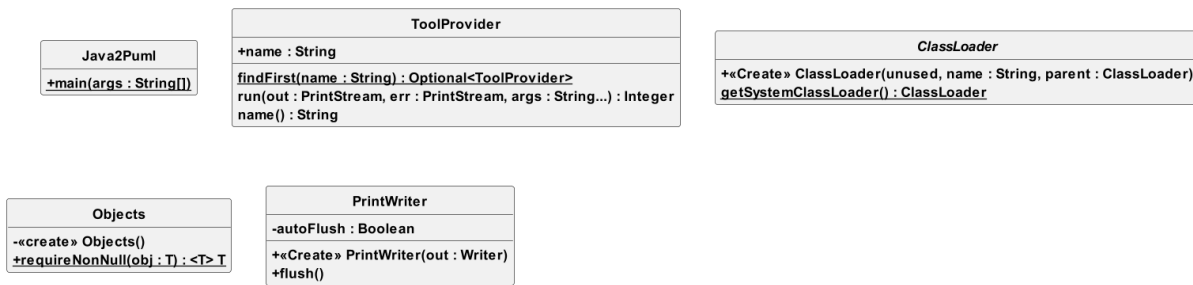 Java2Puml
+main(args : String[])
ToolProvider
+name : String
findFirst(name : String) : Optional<ToolProvider>
run(out : PrintStream, err : PrintStream, args : String...) : Integer
name() : String
ClassLoader
+«Create» ClassLoader(unused, name : String, parent : ClassLoader)
getSystemClassLoader() : ClassLoader
Objects
-«create» Objects()
+requireNonNull(obj : T) : <T> T
PrintWriter
-autoFlush : Boolean
+«Create» PrintWriter(out : Writer)
+flush()